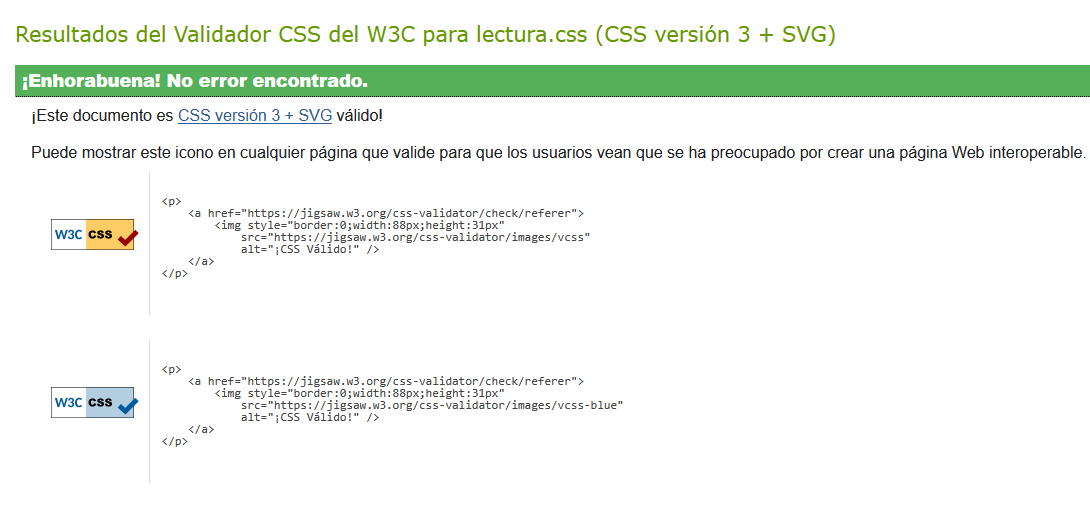 Resultados del Validador CSS del W3C para lectura.css (CSS versión 3 + SVG)
¡Enhorabuena! No error encontrado.
¡Este documento es CSS versión 3 + SVG válido!
Puede mostrar este icono en cualquier página que valide para que los usuarios vean que se ha preocupado por crear una página Web interoperable.
<p>
<a href="https://jigsaw.w3.org/css-validator/check/referer">
<img style="border:0;width:88px;height:31px"
W3C CSS
src="https://jigsaw.w3.org/css-validator/images/vcss"
alt="¡CSS Válido!" />
</a>
</p>
<p>
<a href="https://jigsaw.w3.org/css-validator/check/referer">
<img style="border:0;width:88px;height:31px"
W3C CSS
src="https://jigsaw.w3.org/css-validator/images/vcss-blue"
alt="¡CSS Válido!" />
</a>
</p>